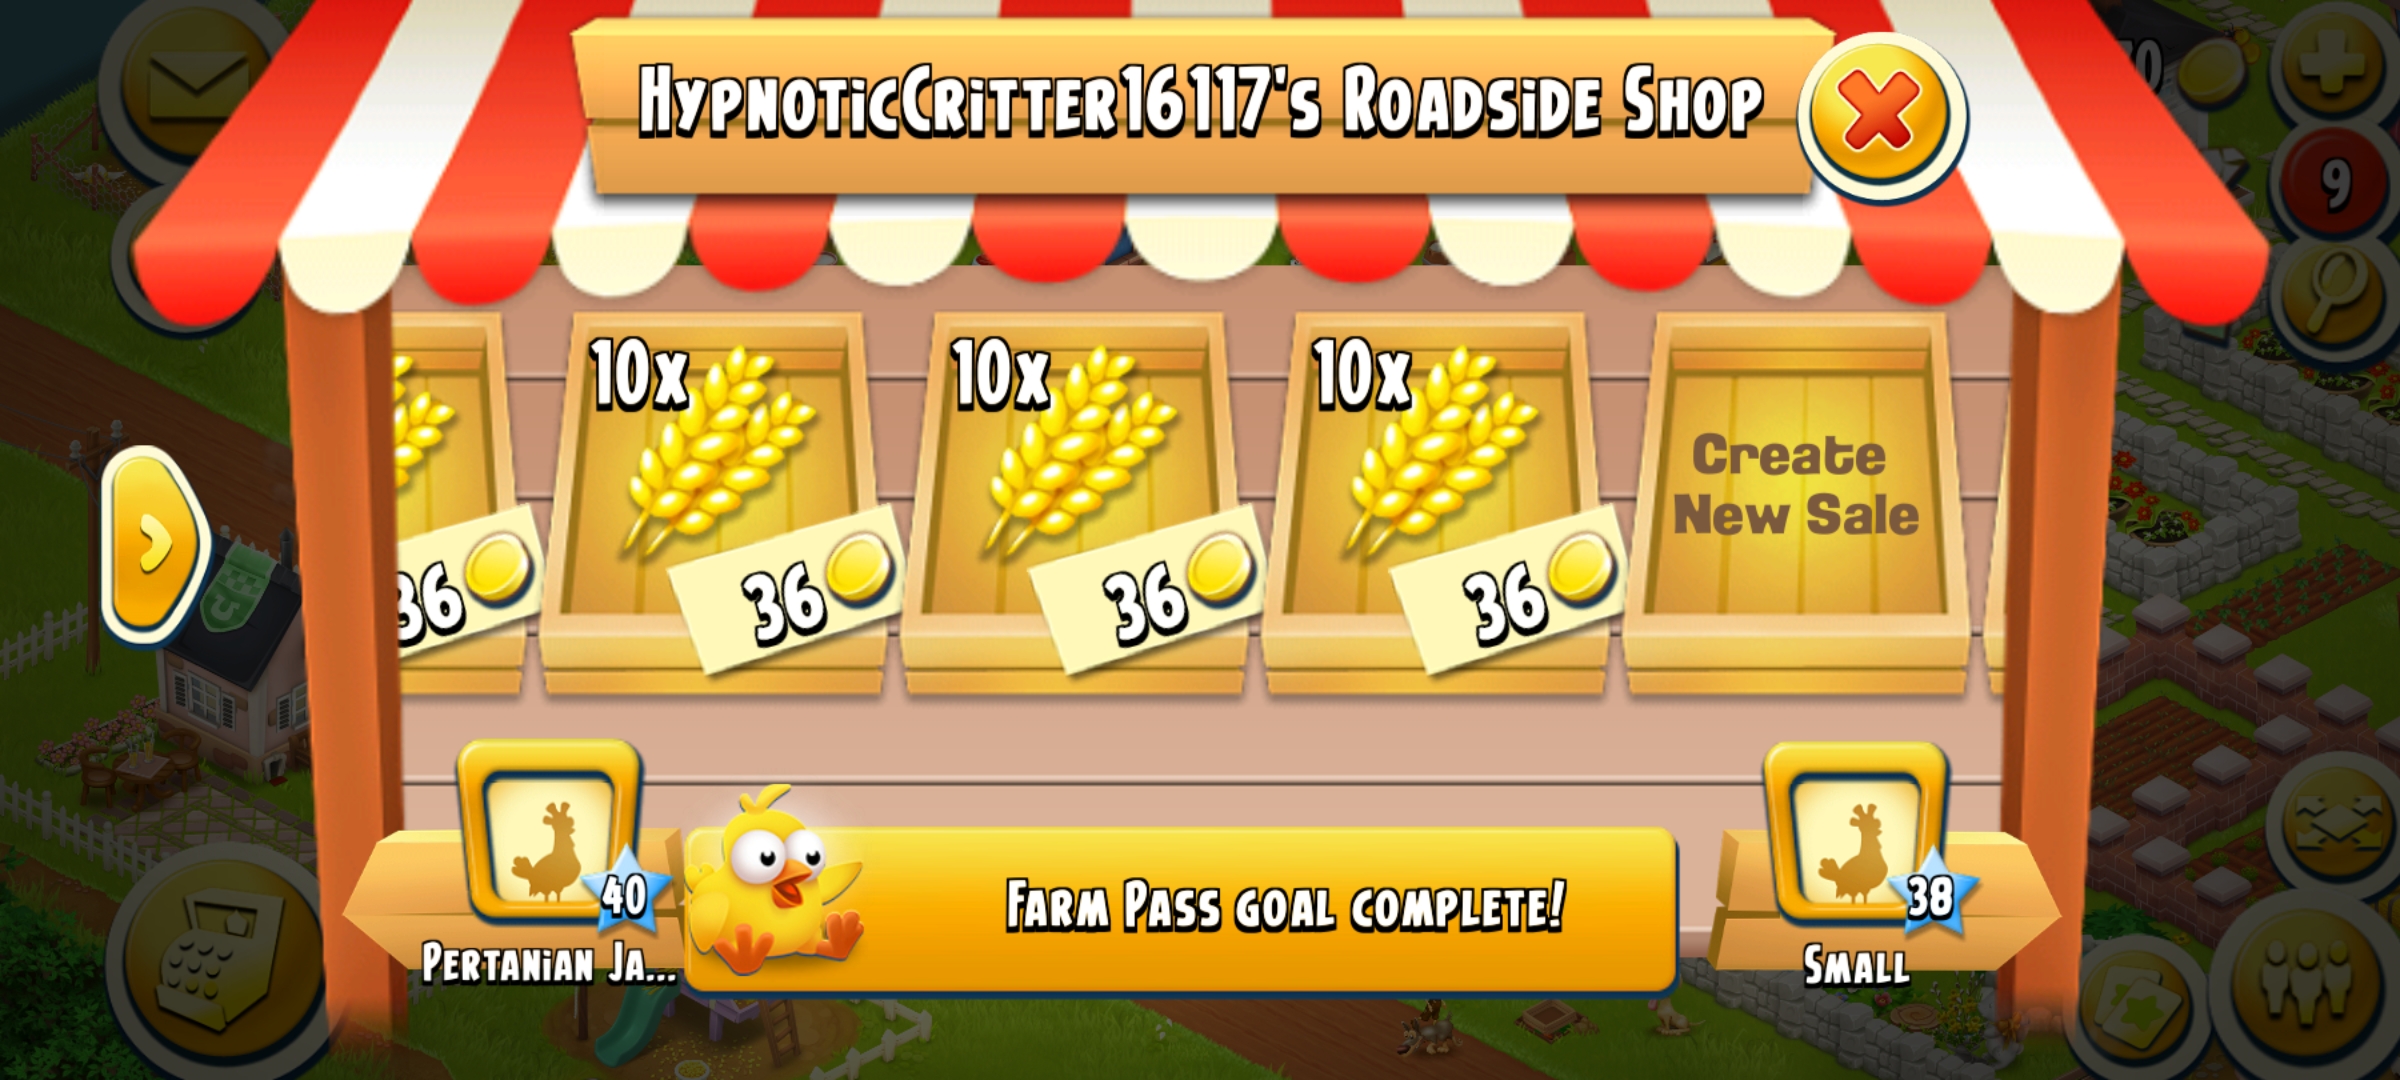 HypnoticCritter16117's Roadside Shop
9
10x
10x
10x
Create
New Sale
36
36
36
36
40
38
Farm Pass goal complete!
Pertanian Ja...
Small